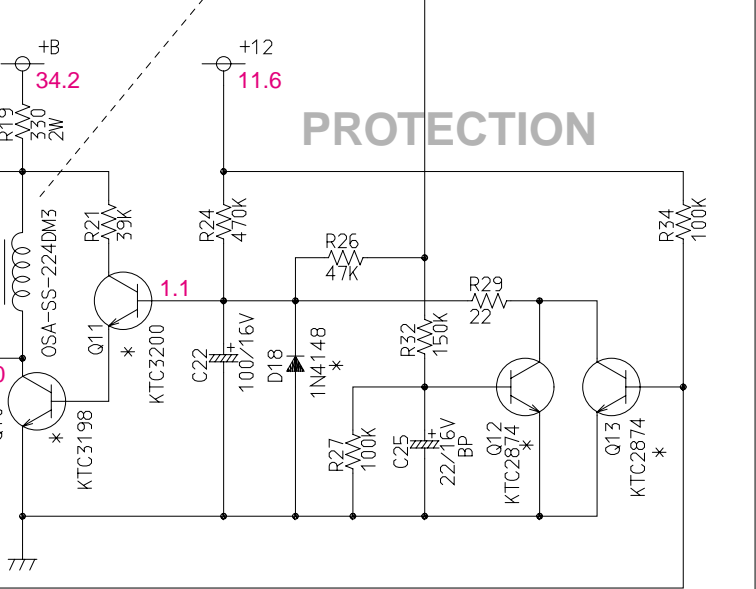 +B
34.2
+12
11.6
PROTECTION
R19
330
2W
R21
39K
R24
470K
R34
100K
OSA-SS-224DM3
R26
47K
1.1
R29
22
Q11
*
KTC3200
C22
+
100/16V
D18
1N4148
*
R32
150K
*
KTC3198
R27
100K
C25
+
22/16V
BP
Q12
KTC2874
*
Q13
KTC2874
*